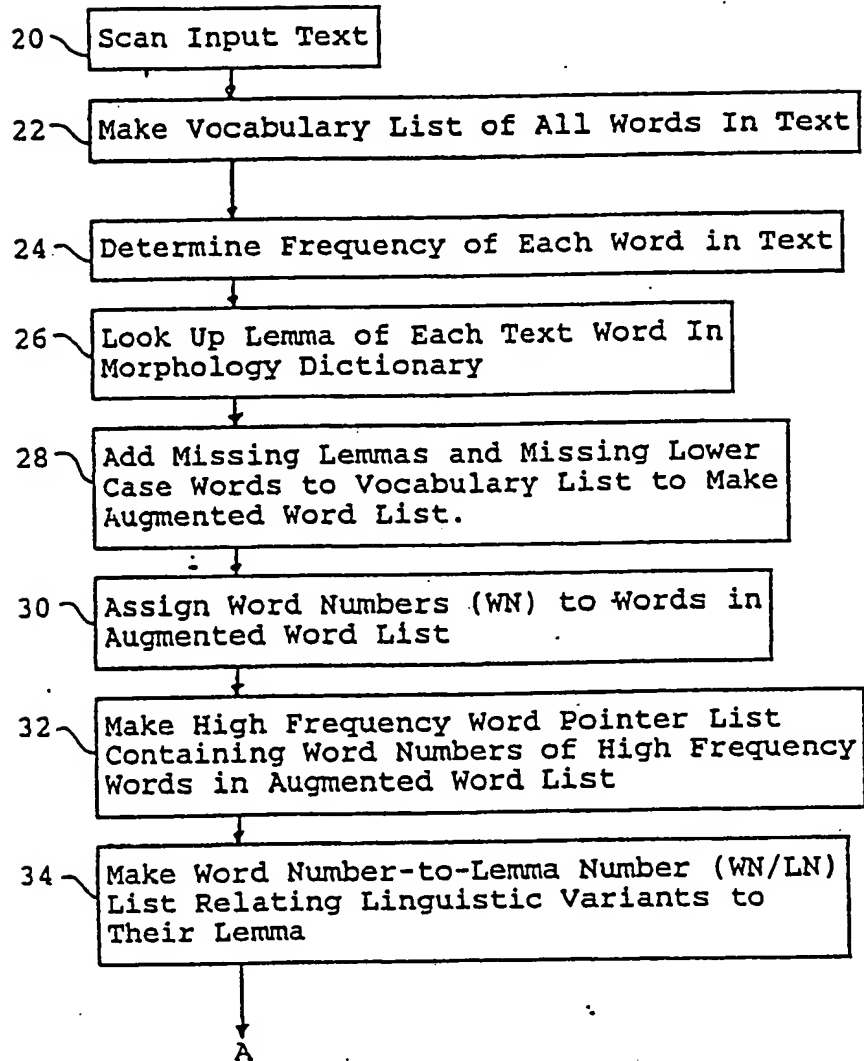 20 Scan Input Text
22 Make Vocabulary List of All Words In Text
24 Determine Frequency of Each Word in Text
26 Look Up Lemma of Each Text Word In
Morphology Dictionary
28 Add Missing Lemmas and Missing Lower
Case Words to Vocabulary List to Make
Augmented Word List.
30 Assign Word Numbers (WN) to Words in
Augmented Word List
32 Make High Frequency Word Pointer List
Containing Word Numbers of High Frequency
Words in Augmented Word List
34 Make Word Number-to-Lemma Number (WN/LN)
List Relating Linguistic Variants to
Their Lemma
A